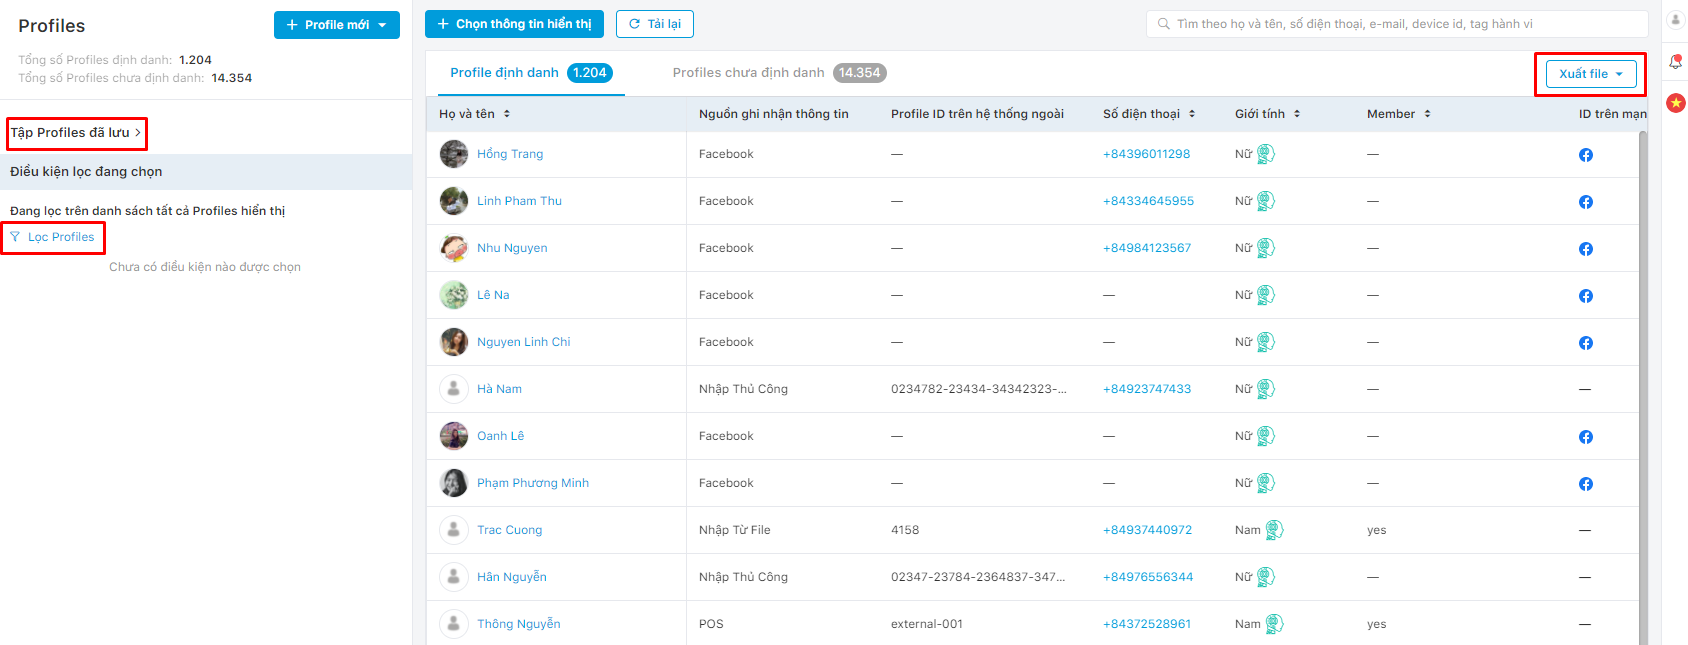 Profiles
+ Profile mới
Tổng số Profiles định danh: 1.204
Tổng số Profiles chưa định danh: 14.354
Tập Profiles đã lưu
Điều kiện lọc đang chọn
Đang lọc trên danh sách tất cả Profiles hiển thị
Lọc Profiles
Chưa có điều kiện nào được chọn
+ Chọn thông tin hiển thị
Tải lại
Tìm theo họ và tên, số điện thoại, e-mail, device id, tag hành vi
Profile định danh 1.204
Profiles chưa định danh 14.354
Xuất file
Họ và tên Nguồn ghi nhận thông tin Profile ID trên hệ thống ngoài Số điện thoại Giới tính Member ID trên mạn
Hồng Trang Facebook — +84396011298 Nữ —
Linh Pham Thu Facebook — +84334645955 Nữ —
Nhu Nguyen Facebook — +84984123567 Nữ —
Lê Na Facebook — — Nữ —
Nguyen Linh Chi Facebook — — Nữ —
Hà Nam Nhập Thủ Công 0234782-23434-34342323-... +84923747433 Nữ — —
Oanh Lê Facebook — — Nữ —
Phạm Phương Minh Facebook — — Nữ —
Trac Cuong Nhập Từ File 4158 +84937440972 Nam yes —
Hân Nguyễn Nhập Thủ Công 02347-23784-2364837-347... +84976556344 Nữ — —
Thông Nguyễn POS external-001 +84372528961 Nam yes —